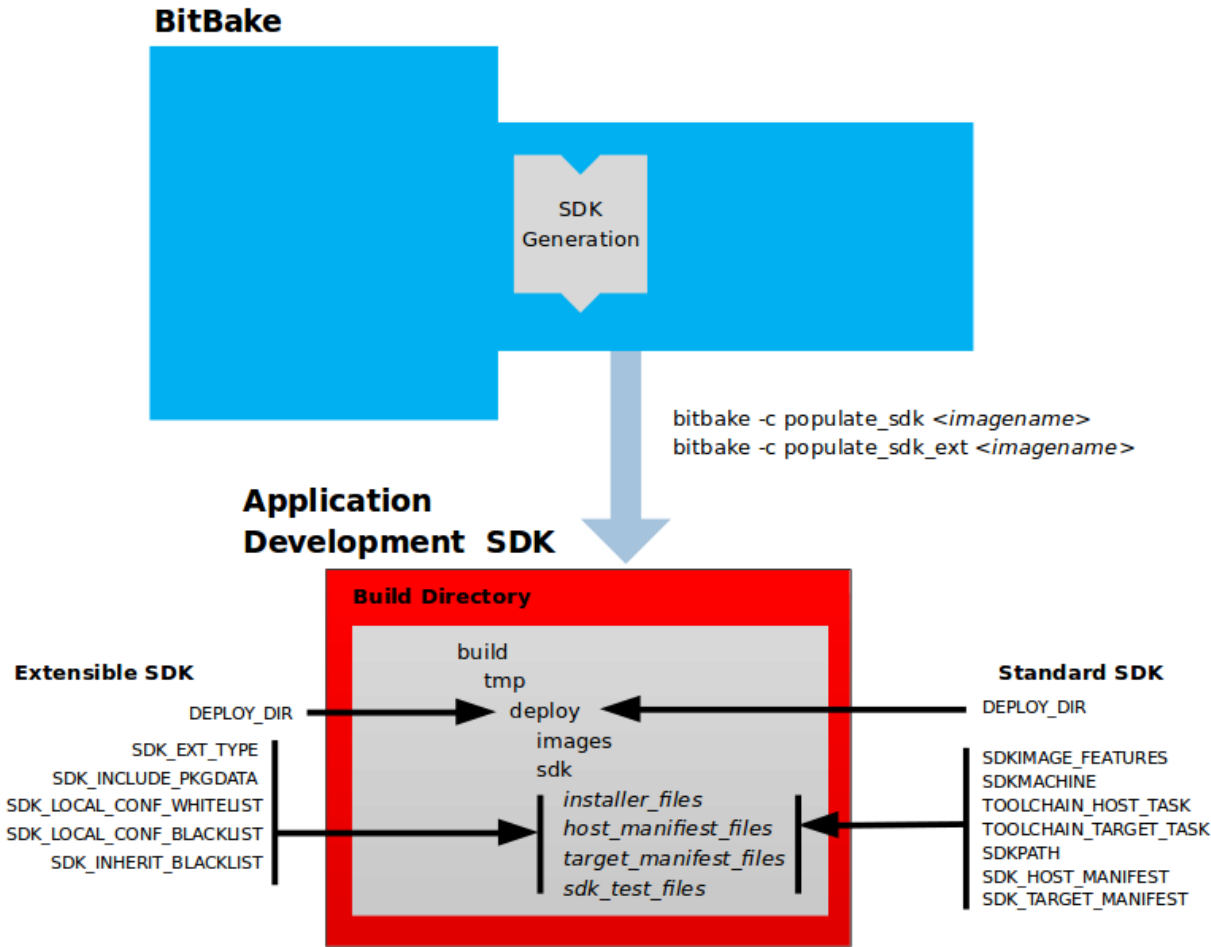 BitBake
SDK
Generation
bitbake -c populate_sdk <imagename>
bitbake -c populate_sdk_ext <imagename>
Application
Development SDK
Build Directory
build
tmp
deploy
images
sdk
installer_files
host_manifiest_files
target_manifest_files
sdk_test_files
Extensible SDK
DEPLOY_DIR
SDK_EXT_TYPE
SDK_INCLUDE_PKGDATA
SDK_LOCAL_CONF_WHITELIST
SDK_LOCAL_CONF_BLACKLIST
SDK_INHERIT_BLACKLIST
Standard SDK
DEPLOY_DIR
SDKIMAGE_FEATURES
SDKMACHINE
TOOLCHAIN_HOST_TASK
TOOLCHAIN_TARGET_TASK
SDKPATH
SDK_HOST_MANIFEST
SDK_TARGET_MANIFEST